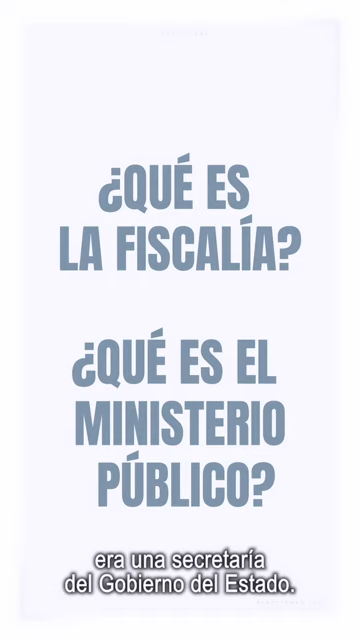 ¿QUÉ ES
LA FISCALÍA?
¿QUÉ ES EL
MINISTERIO
PÚBLICO?
era una secretaría
del Gobierno del Estado.